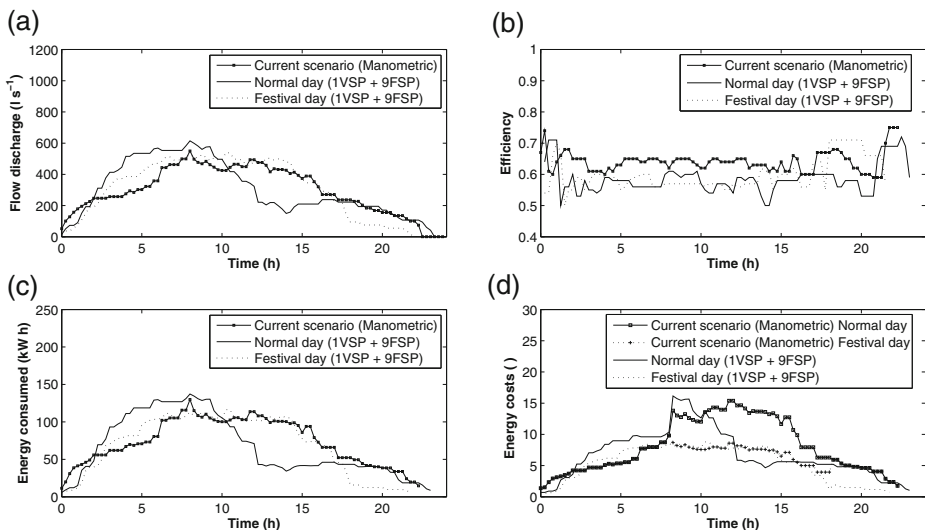 (a)
1200
1000
800
600
400
200
0
Flow discharge (l s⁻¹)
Current scenario (Manometric)
Normal day (1VSP + 9FSP)
Festival day (1VSP + 9FSP)
0 5 10 15 20
Time (h)
(b)
1
0.9
0.8
0.7
0.6
0.5
0.4
Efficiency
Current scenario (Manometric)
Normal day (1VSP + 9FSP)
Festival day (1VSP + 9FSP)
0 5 10 15 20
Time (h)
(c)
250
200
150
100
50
0
Energy consumed (kW h)
Current scenario (Manometric)
Normal day (1VSP + 9FSP)
Festival day (1VSP + 9FSP)
0 5 10 15 20
Time (h)
(d)
30
25
20
15
10
5
0
Energy costs ( )
Current scenario (Manometric) Normal day
Current scenario (Manometric) Festival day
Normal day (1VSP + 9FSP)
Festival day (1VSP + 9FSP)
0 5 10 15 20
Time (h)